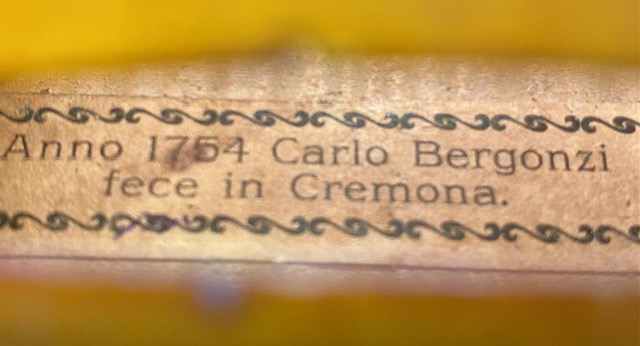 Anno 1754 Carlo Bergonzi
fece in Cremona.